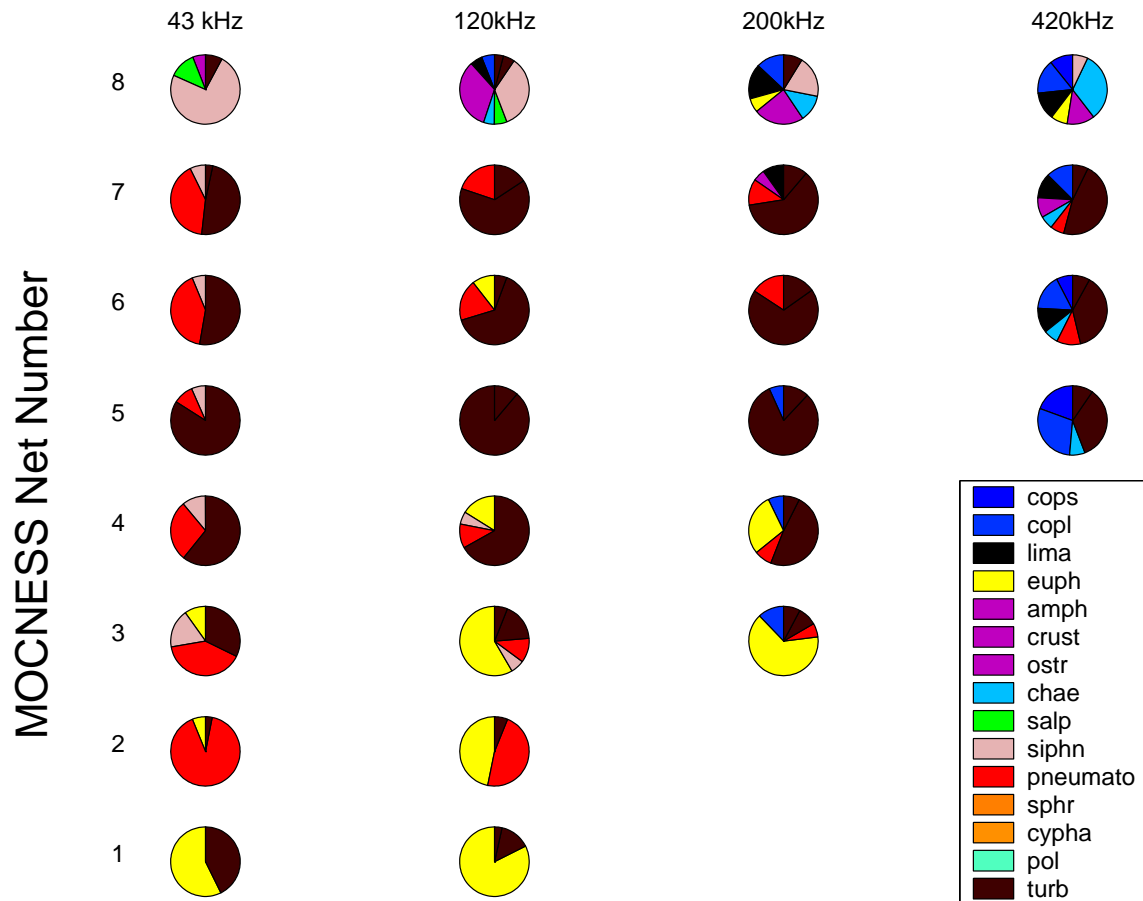 43 kHz 120kHz 200kHz 420kHz
MOCNESS Net Number
8
7
6
5
4
3
2
1
cops
copl
lima
euph
amph
crust
ostr
chae
salp
siphn
pneumato
sphr
cypha
pol
turb